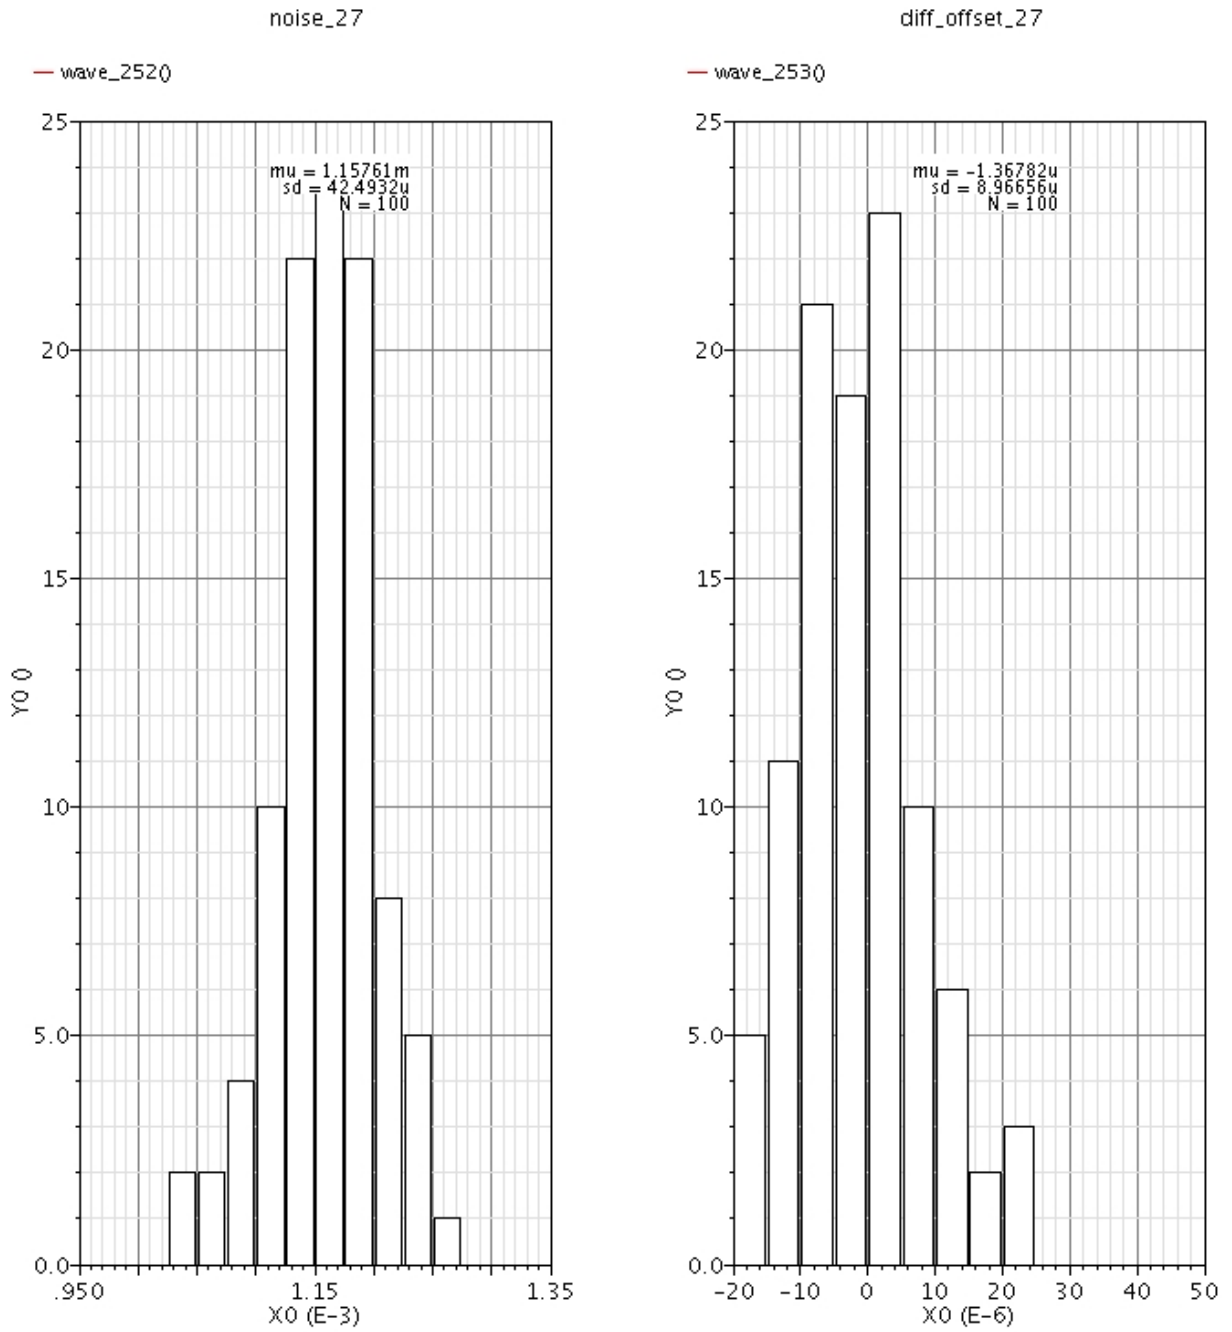 noise_27
wave_252()
25
20
15
10
5.0
0.0
Y0 ()
mu = 1.15761m
sd = 42.4932u
N = 100
.950 1.15 1.35
X0 (E-3)
diff_offset_27
wave_253()
25
20
15
10
5.0
0.0
Y0 ()
mu = -1.36782u
sd = 8.96656u
N = 100
-20 -10 0 10 20 30 40 50
X0 (E-6)